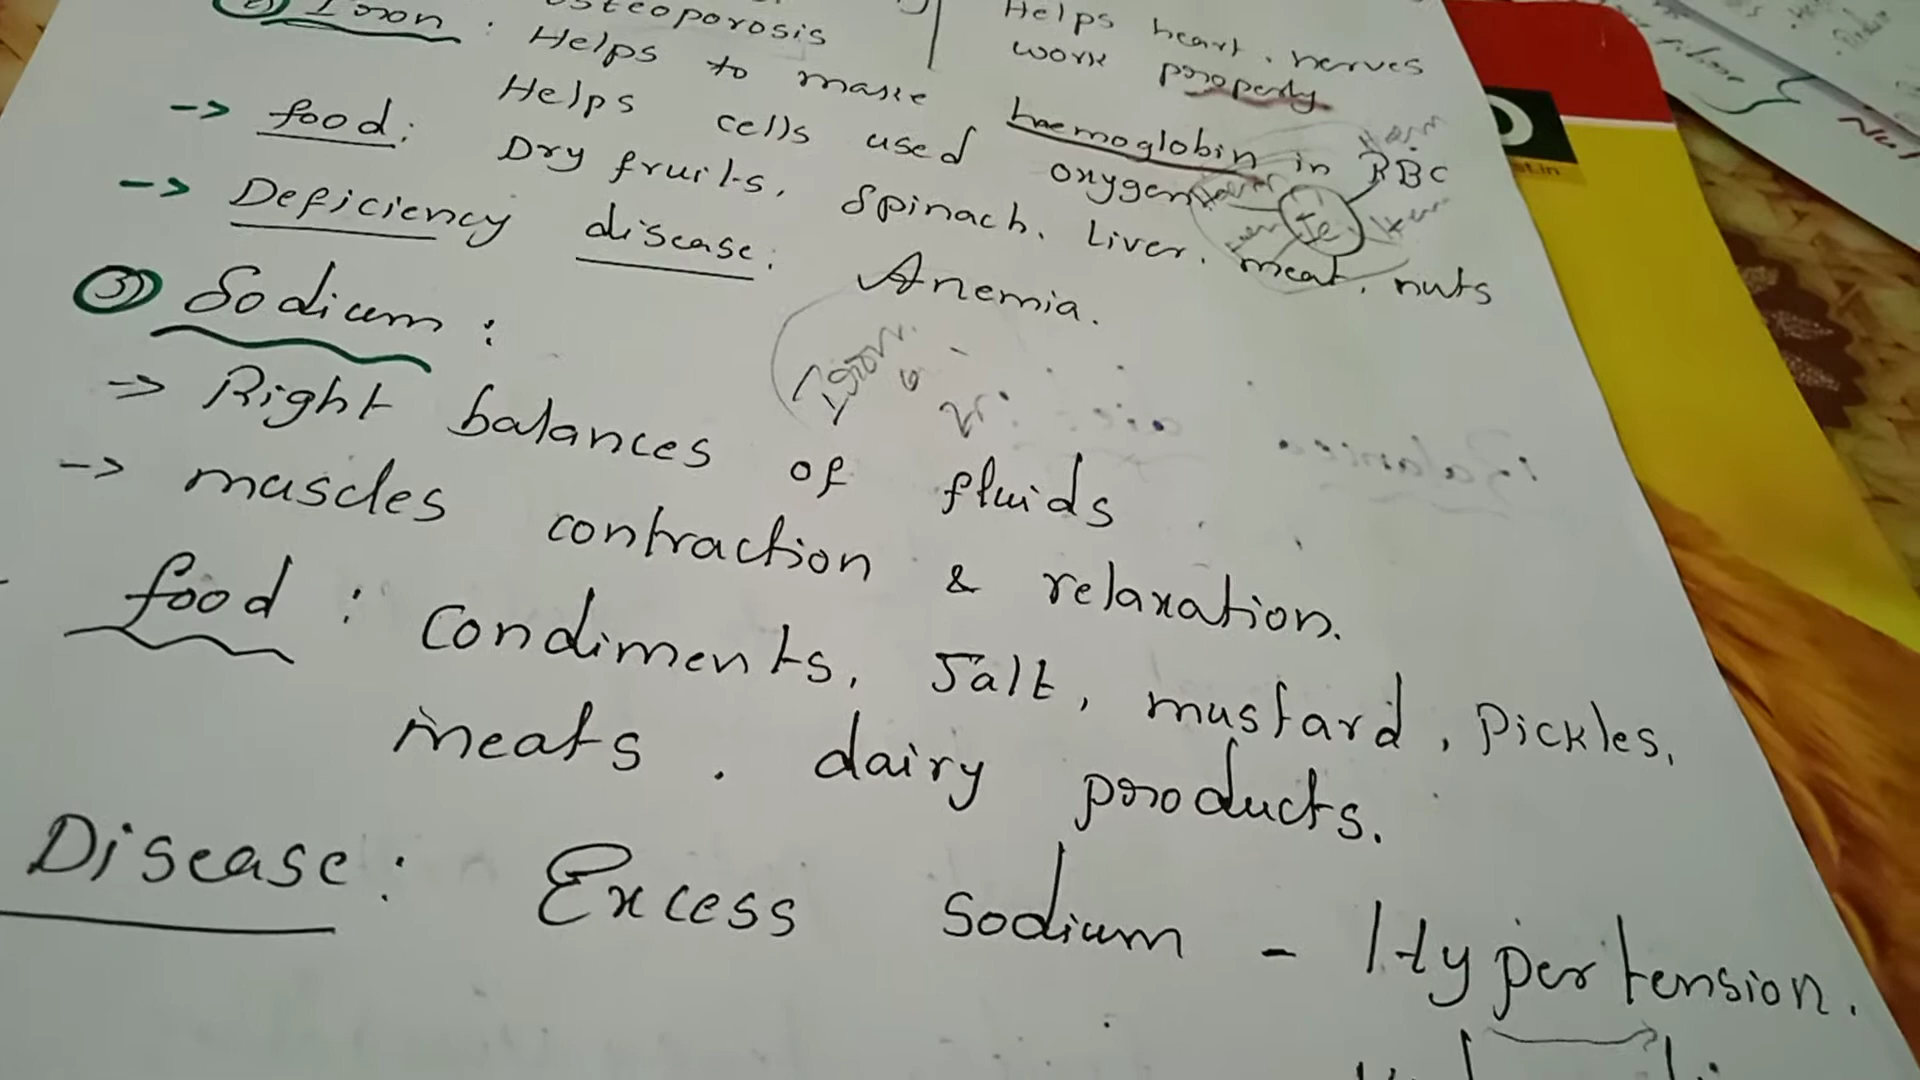 Osteoporosis
Helps heart, nerves
work properly
② Iron : Helps to make haemoglobin in RBC
Helps cells used oxygen
-> food: Dry fruits, Spinach, Liver, meat, nuts
-> Deficiency disease: Anemia.
Fe
③ Sodium :
-> Right balances of fluids
-> muscles contraction & relaxation.
food : Condiments, Salt, mustard, Pickles,
meats, dairy products.
Disease: Excess Sodium - Hypertension.